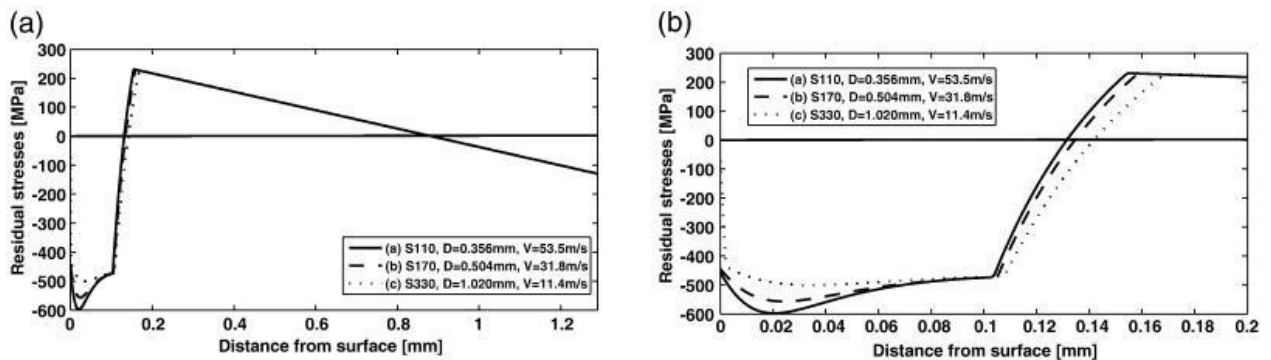 (a)
300
200
100
0
-100
-200
-300
-400
-500
-600
Residual stresses [MPa]
(a) S110, D=0.356mm, V=53.5m/s
(b) S170, D=0.504mm, V=31.8m/s
(c) S330, D=1.020mm, V=11.4m/s
0 0.2 0.4 0.6 0.8 1 1.2
Distance from surface [mm]
(b)
300
200
100
0
-100
-200
-300
-400
-500
-600
Residual stresses [MPa]
(a) S110, D=0.356mm, V=53.5m/s
(b) S170, D=0.504mm, V=31.8m/s
(c) S330, D=1.020mm, V=11.4m/s
0 0.02 0.04 0.06 0.08 0.1 0.12 0.14 0.16 0.18 0.2
Distance from surface [mm]